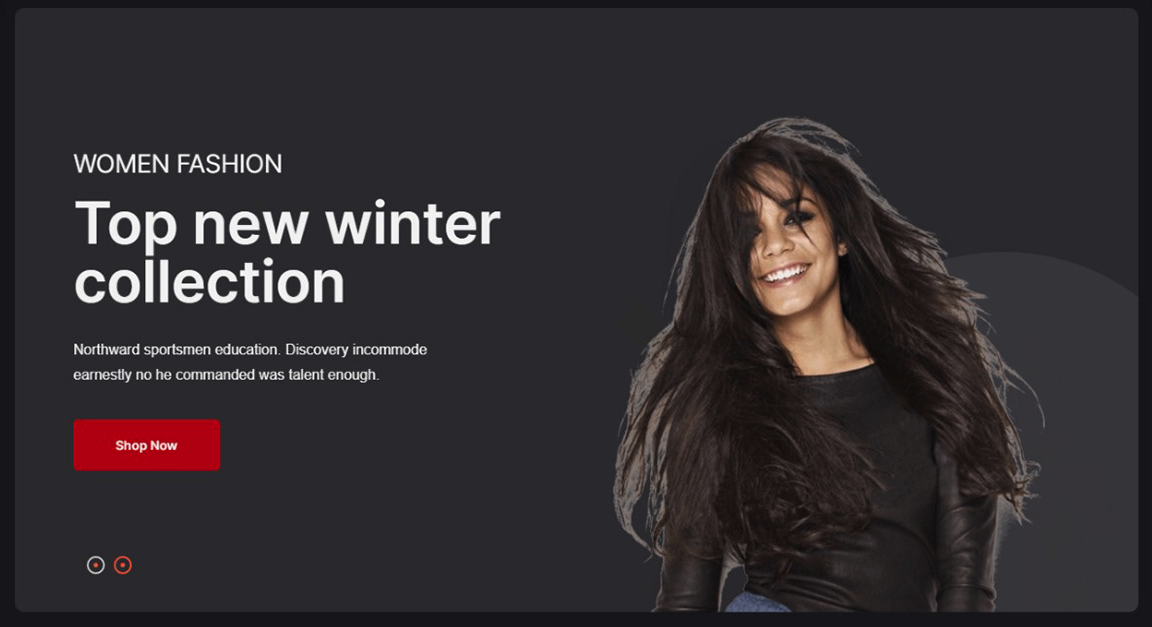 WOMEN FASHION
Top new winter
collection
Northward sportsmen education. Discovery incommode
earnestly no he commanded was talent enough.
Shop Now